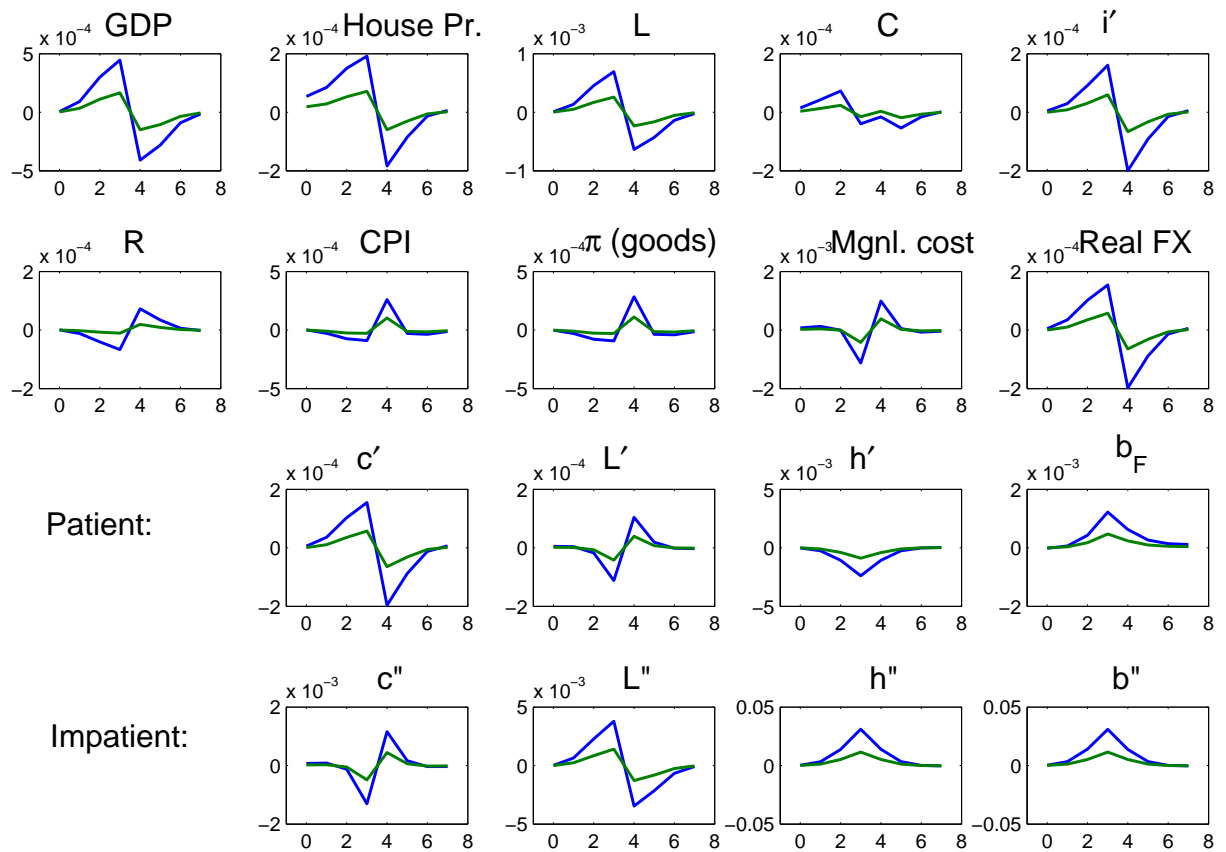 GDP House Pr. L C i′
x 10−4 x 10−4 x 10−3 x 10−4 x 10−4
5 2 1 2 2
0 0 0 0 0
−5 −2 −1 −2 −2
0 2 4 6 8 0 2 4 6 8 0 2 4 6 8 0 2 4 6 8 0 2 4 6 8
R CPI π (goods) Mgnl. cost Real FX
x 10−4 x 10−4 x 10−4 x 10−3 x 10−4
2 5 5 2 2
0 0 0 0 0
−2 −5 −5 −2 −2
0 2 4 6 8 0 2 4 6 8 0 2 4 6 8 0 2 4 6 8 0 2 4 6 8
c′ L′ h′ bF
x 10−4 x 10−4 x 10−3 x 10−3
2 2 5 2
Patient:
0 0 0 0
−2 −2 −5 −2
0 2 4 6 8 0 2 4 6 8 0 2 4 6 8 0 2 4 6 8
c" L" h" b"
x 10−3 x 10−3
2 5 0.05 0.05
Impatient:
0 0 0 0
−2 −5 −0.05 −0.05
0 2 4 6 8 0 2 4 6 8 0 2 4 6 8 0 2 4 6 8